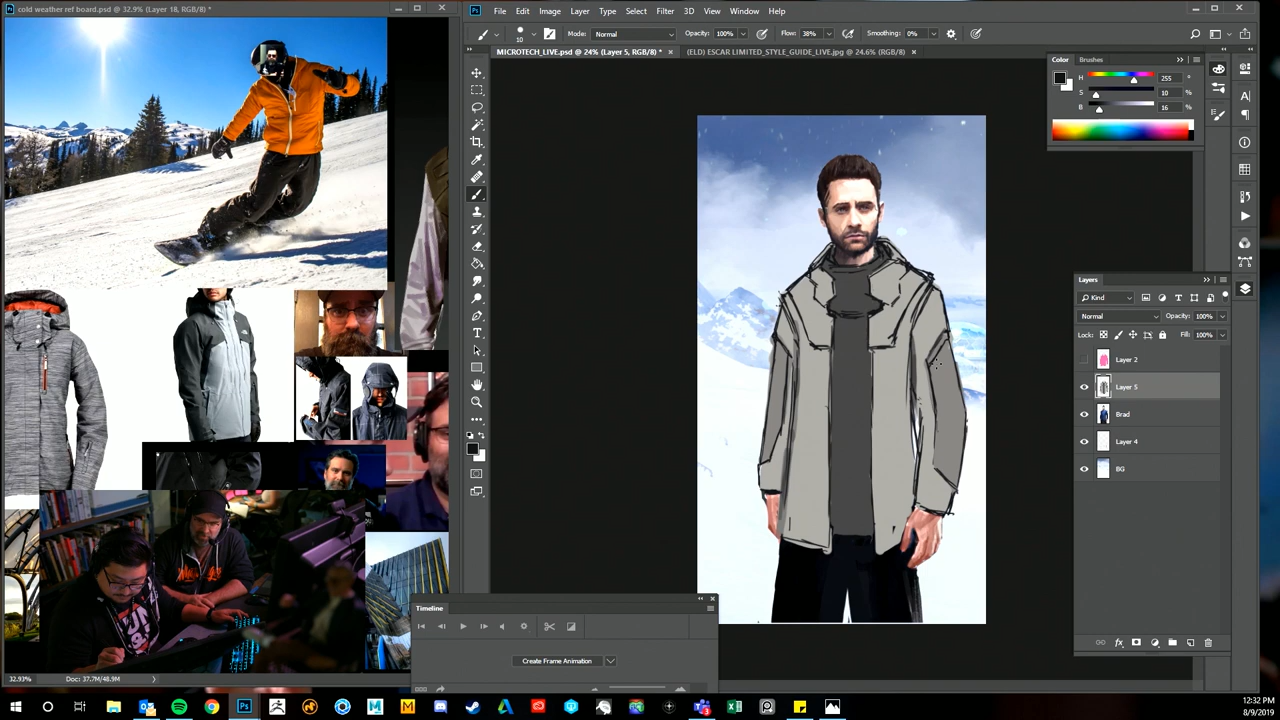 cold weather ref board.psd @ 32.9% (Layer 18, RGB/8) *
File Edit Image Layer Type Select Filter 3D View Window Help
10
Mode: Normal
Opacity: 100%
Flow: 38%
Smoothing: 0%
MICROTECH_LIVE.psd @ 24% (Layer 5, RGB/8) *
(ELD) ESCAR LIMITED_STYLE_GUIDE_LIVE.jpg @ 24.6% (RGB/8)
Color Brushes
H 255 °
S 10 %
B 16 %
Layers
Kind
Normal Opacity: 100%
Lock: Fill: 100%
Layer 2
Layer 5
Brad
Layer 4
BG
Timeline
Create Frame Animation
32.93% Doc: 37.7M/48.9M
12:32 PM
8/9/2019